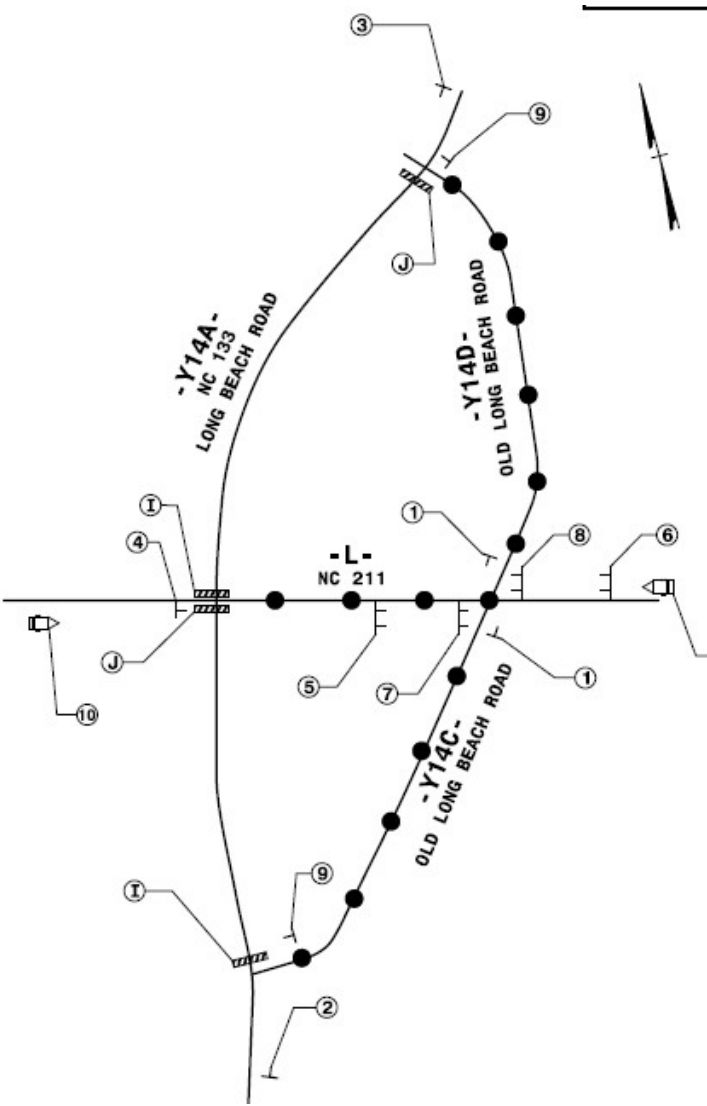 ③
⑨
Ⓙ
-Y14A-
NC 133
LONG BEACH ROAD
-Y14D-
OLD LONG BEACH ROAD
Ⓘ
④
①
⑧
⑥
-L-
NC 211
Ⓙ
⑤
⑦
①
⑩
-Y14C-
OLD LONG BEACH ROAD
⑨
Ⓘ
②